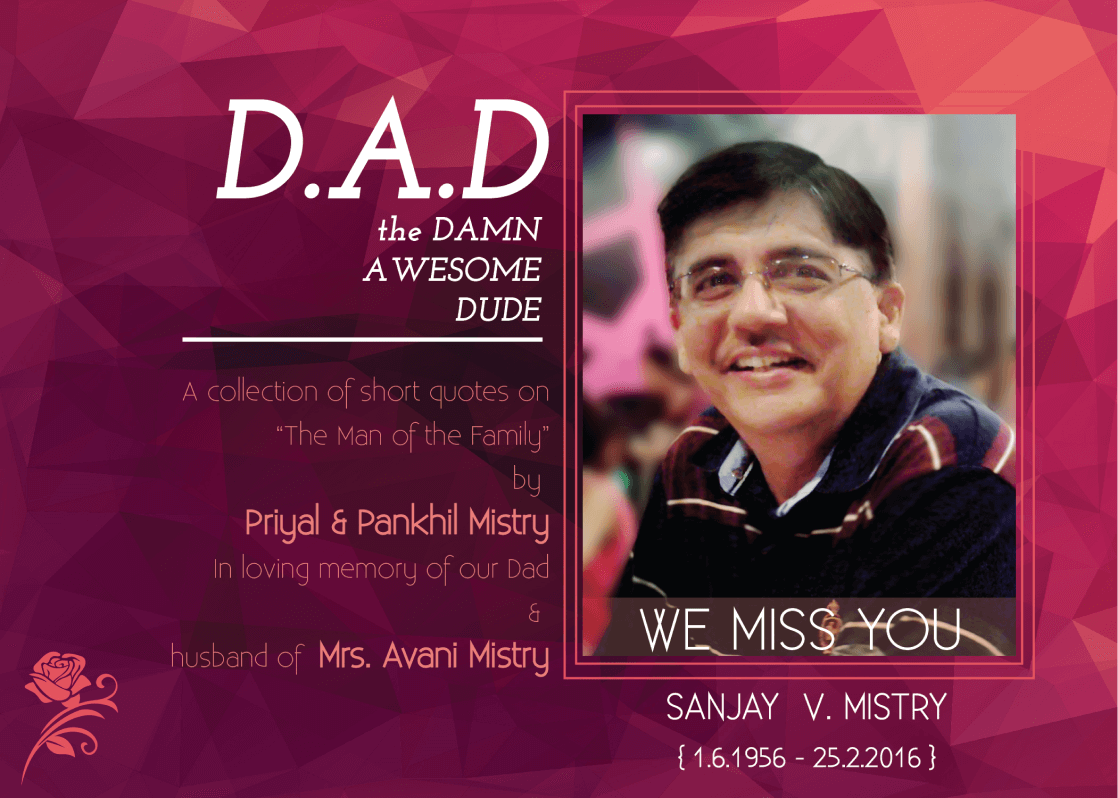 D.A.D
the DAMN
AWESOME
DUDE
A collection of short quotes on
“The Man of the Family”
by
Priyal & Pankhil Mistry
In loving memory of our Dad
&
husband of Mrs. Avani Mistry
WE MISS YOU
SANJAY V. MISTRY
{ 1.6.1956 - 25.2.2016 }